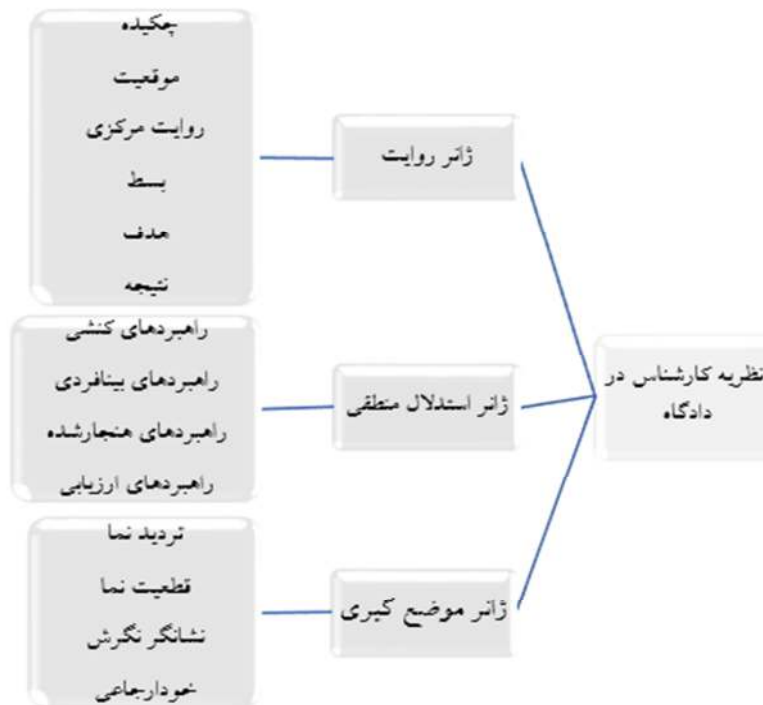 نظریه کارشناس در
دادگاه
ژانر روایت
چکیده
موقعیت
روایت مرکزی
بسط
هدف
نتیجه
ژانر استدلال منطقی
راهبردهای کنشی
راهبردهای بینافردی
راهبردهای هنجارشده
راهبردهای ارزیابی
ژانر موضع گیری
تردید نما
قطعیت نما
نشانگر نگرش
خودارجاعی